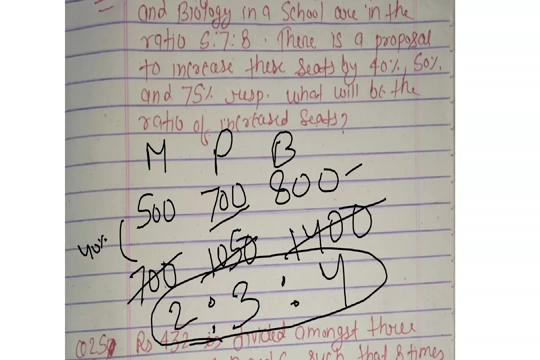 and Biology in a School are in the
ratio 5:7:8. There is a proposal
to increase these seats by 40%, 50%
and 75% resp. what will be the
ratio of increased seats?
M P B
500 700 800
40%
700 1050 1400
2 : 3 : 4
Q25 Rs 432 is divided amongst three
such that 8 times